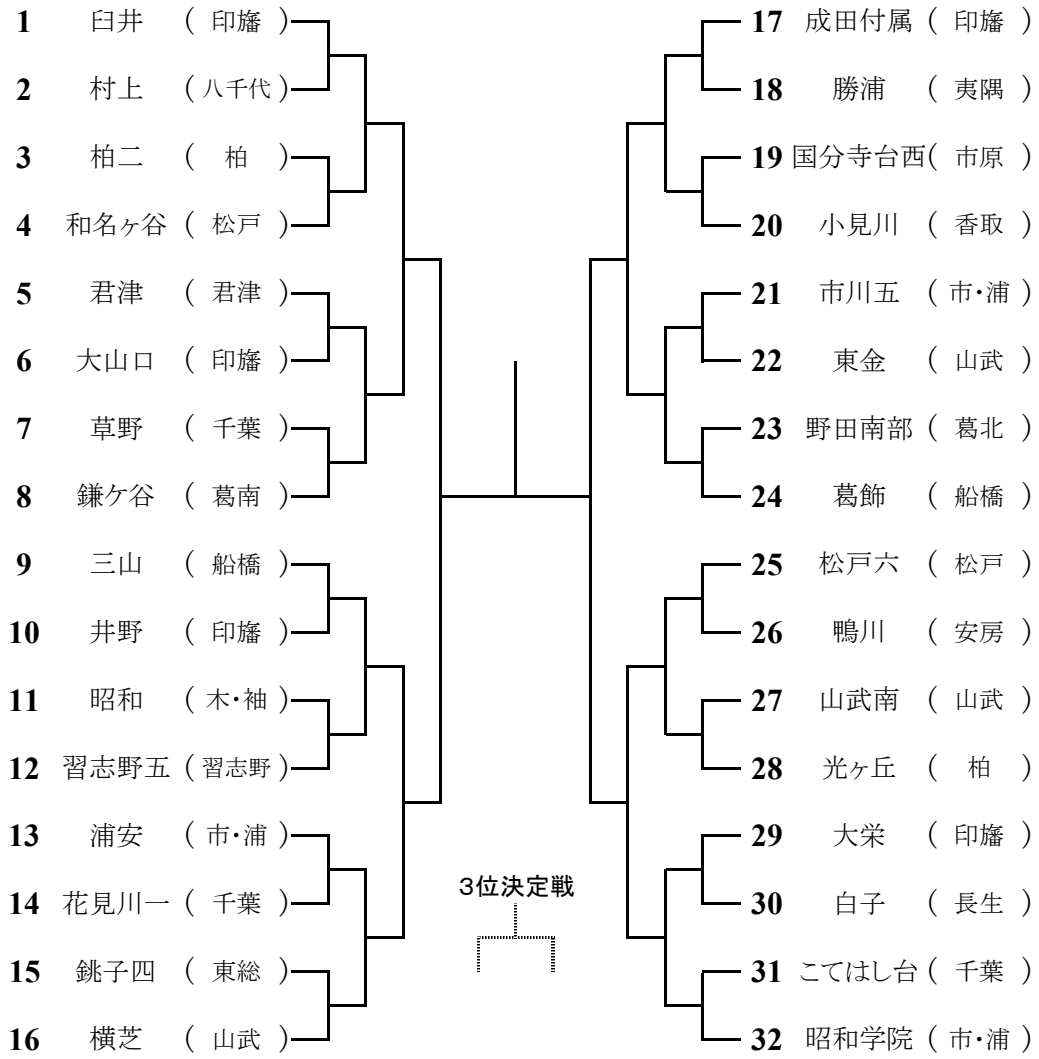 1 臼井 ( 印旛 )
2 村上 ( 八千代 )
3 柏二 ( 柏 )
4 和名ヶ谷 ( 松戸 )
5 君津 ( 君津 )
6 大山口 ( 印旛 )
7 草野 ( 千葉 )
8 鎌ケ谷 ( 葛南 )
9 三山 ( 船橋 )
10 井野 ( 印旛 )
11 昭和 ( 木・袖 )
12 習志野五 ( 習志野 )
13 浦安 ( 市・浦 )
14 花見川一 ( 千葉 )
15 銚子四 ( 東総 )
16 横芝 ( 山武 )
3位決定戦
17 成田付属 ( 印旛 )
18 勝浦 ( 夷隅 )
19 国分寺台西( 市原 )
20 小見川 ( 香取 )
21 市川五 ( 市・浦 )
22 東金 ( 山武 )
23 野田南部 ( 葛北 )
24 葛飾 ( 船橋 )
25 松戸六 ( 松戸 )
26 鴨川 ( 安房 )
27 山武南 ( 山武 )
28 光ヶ丘 ( 柏 )
29 大栄 ( 印旛 )
30 白子 ( 長生 )
31 こてはし台 ( 千葉 )
32 昭和学院 ( 市・浦 )